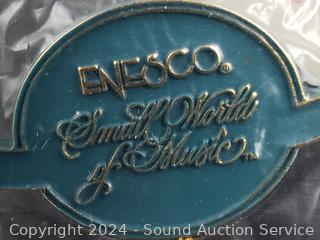 ENESCO®
Small World
of Music™
Copyright 2024 - Sound Auction Service